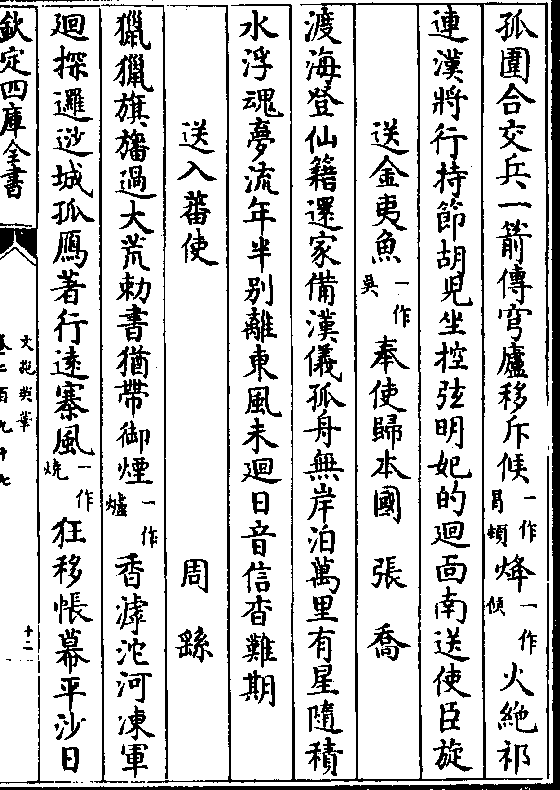 孤圍合交兵一箭傳穹廬移斥候一作冒頓烽一作傾火絶祁
連漢將行持節胡兒坐控弦明妃的迴面南送使臣旋
送金夷魚一作吳奉使歸本國 張喬
渡海登仙籍還家備漢儀孤舟無岸泊萬里有星隨積
水浮魂夢流年半别離東風未迴日音信杳難期
送入蕃使 周繇
獵獵旗旛過大荒勅書猶帶御煙一作爐香滹沱河凍軍
迴探邏逤城孤鴈著行逺寨風一作燒狂移帳幕平沙日
欽定四庫全書
文苑英華
卷二百九十七
十二